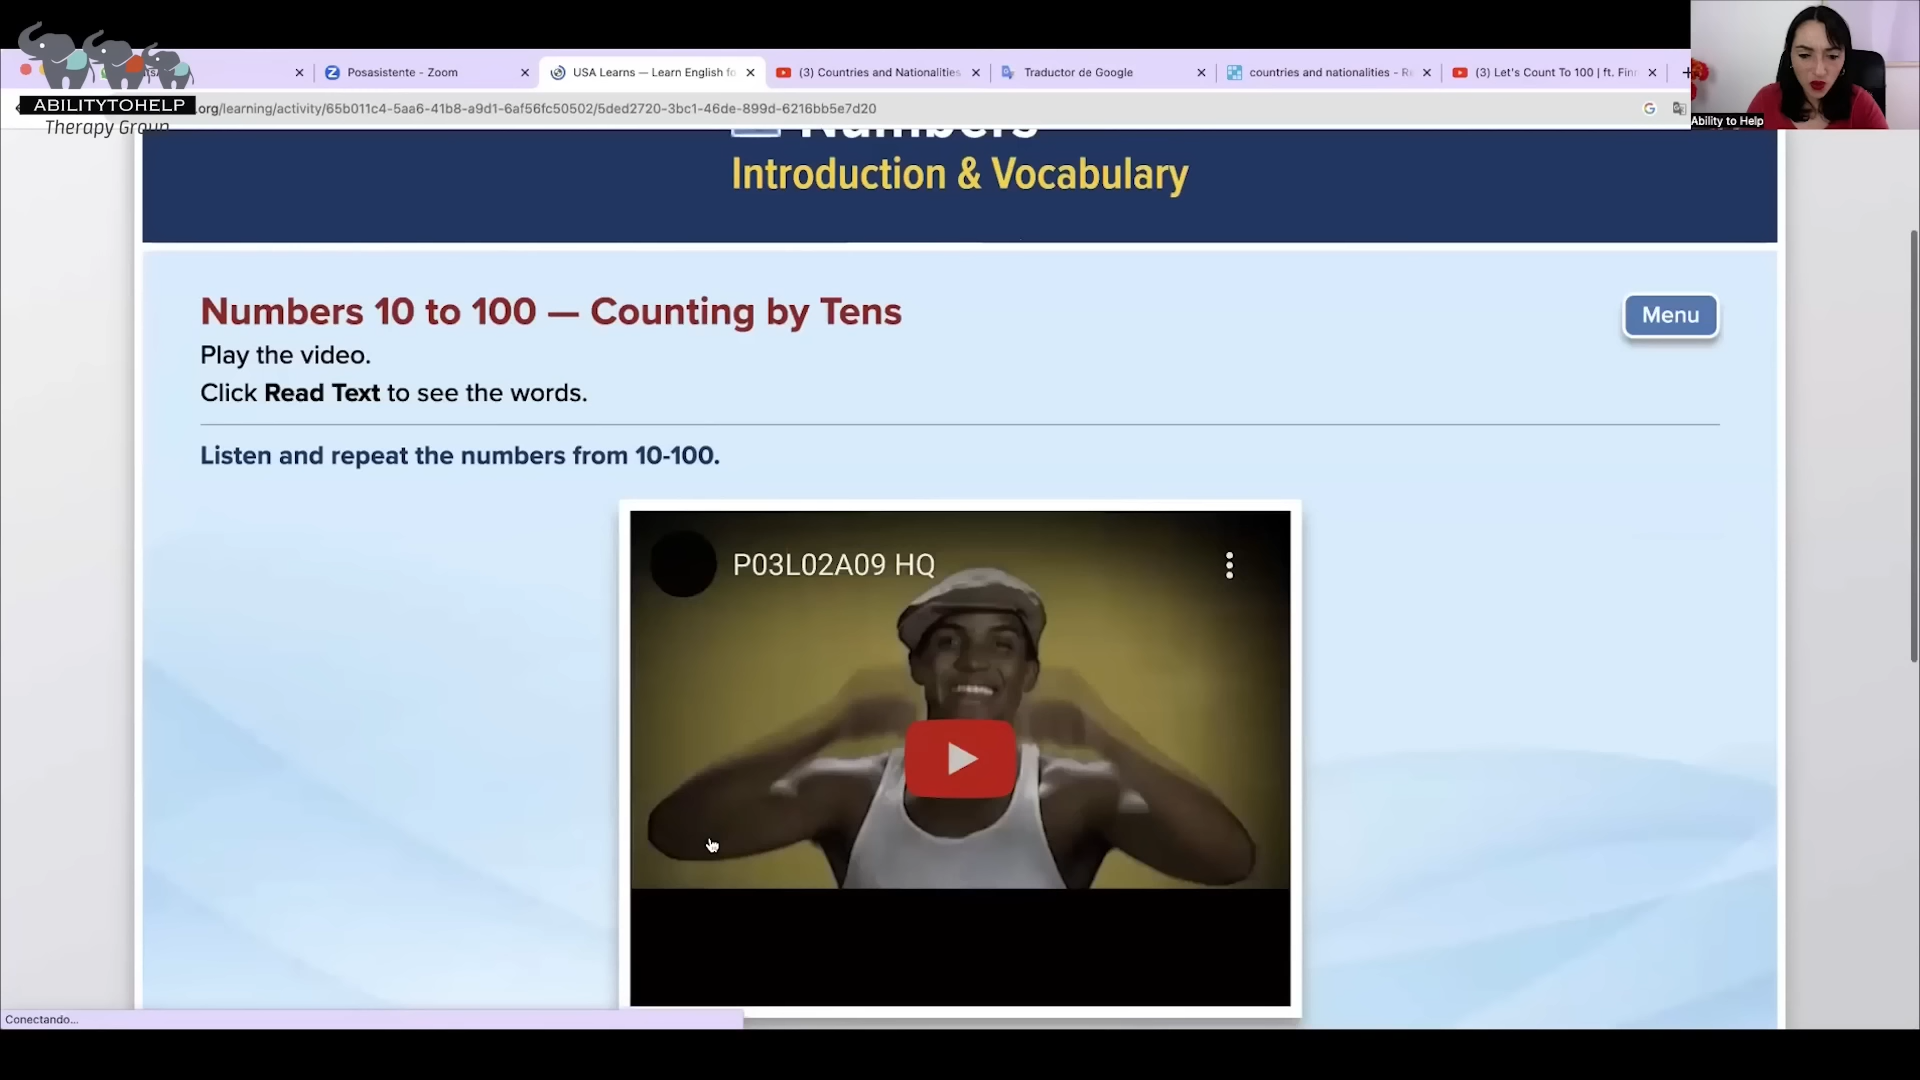 Posasistente - Zoom
USA Learns — Learn English fo
(3) Countries and Nationalities
Traductor de Google
countries and nationalities - R
(3) Let's Count To 100 | ft. Fin
ABILITYTOHELP
Therapy Group
.org/learning/activity/65b011c4-5aa6-41b8-a9d1-6af56fc50502/5ded2720-3bc1-46de-899d-6216bb5e7d20
Ability to Help
Numbers
Introduction & Vocabulary
Numbers 10 to 100 — Counting by Tens
Menu
Play the video.
Click Read Text to see the words.
Listen and repeat the numbers from 10-100.
P03L02A09 HQ
Conectando...